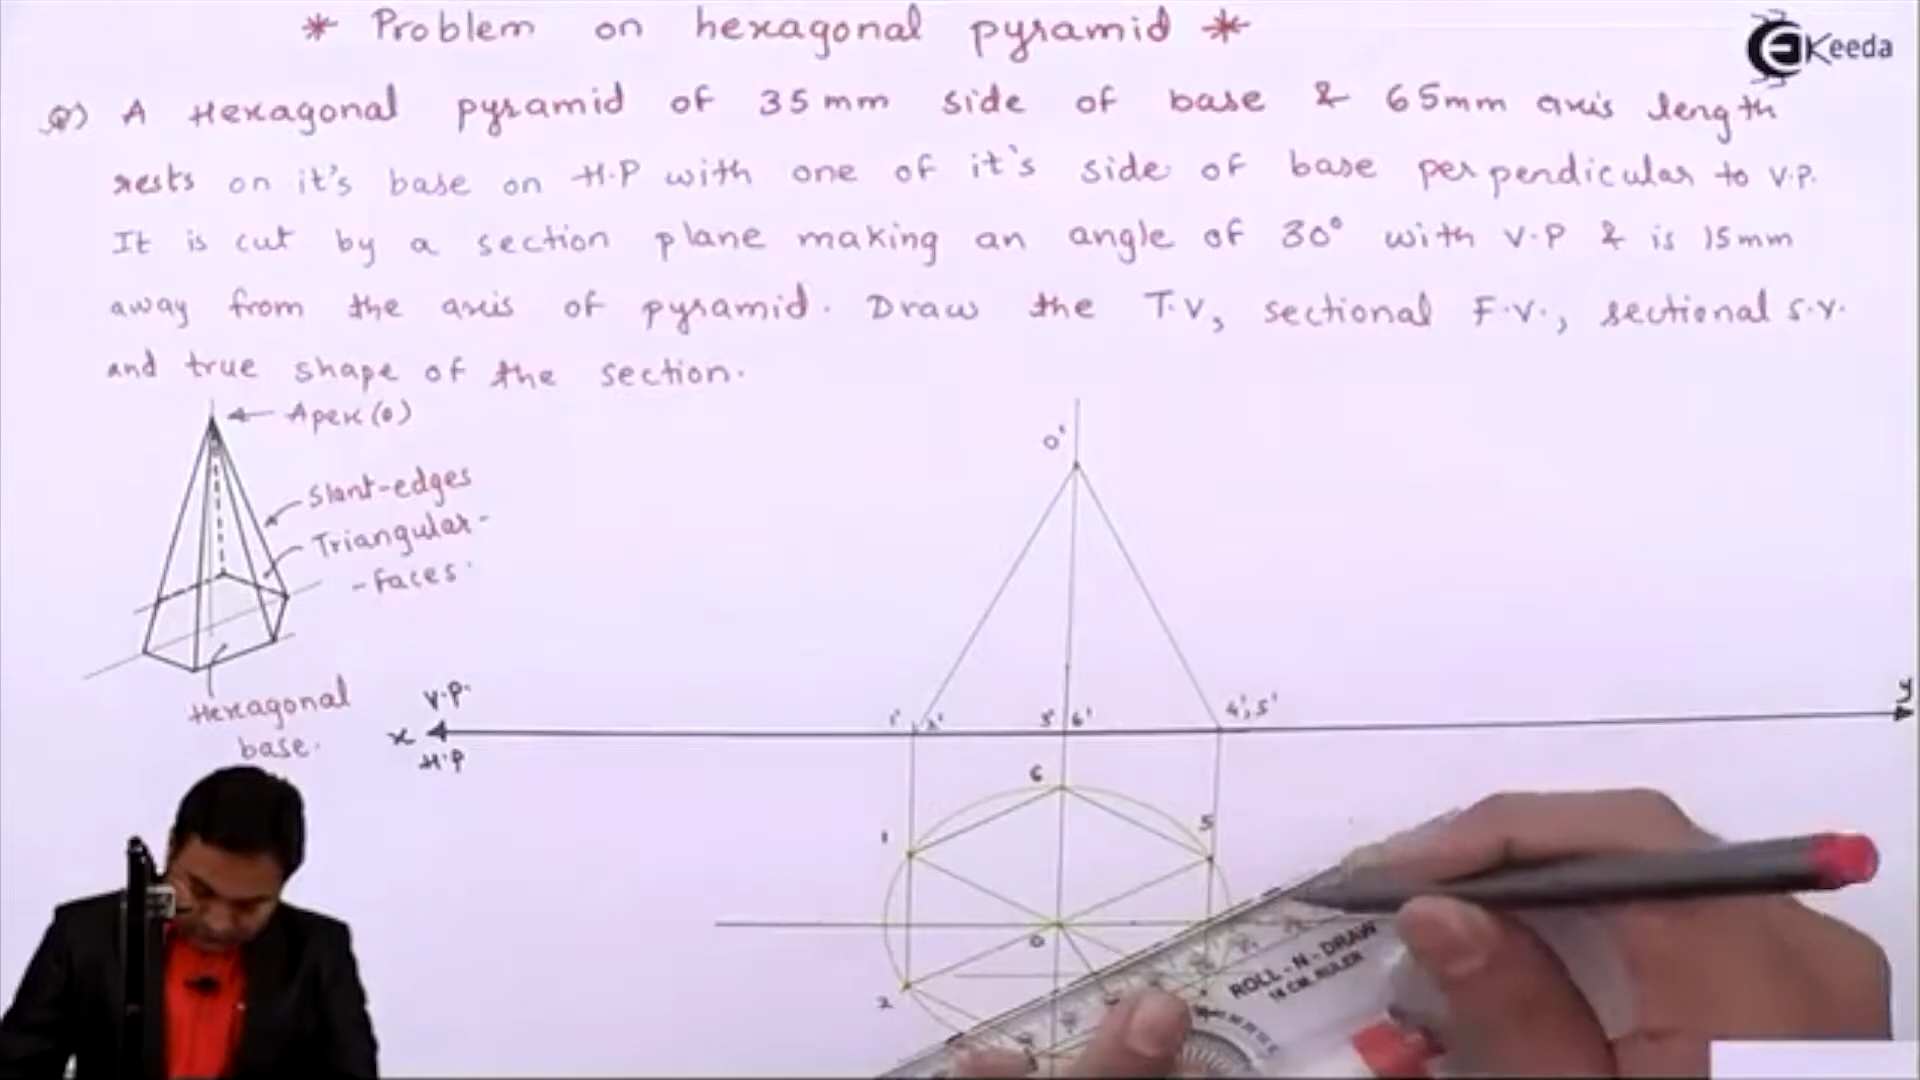 * Problem on hexagonal pyramid *
Keeda
Q) A Hexagonal pyramid of 35mm side of base & 65mm axis length
rests on it's base on H.P with one of it's side of base perpendicular to V.P.
It is cut by a section plane making an angle of 30° with V.P & is 15mm
away from the axis of pyramid. Draw the T.V, sectional F.V., sectional S.V.
and true shape of the section.
Apex (o)
Slant-edges
Triangular-
-faces.
Hexagonal
base.
O'
V.P.
x
H.P
1' 2'
3' 6'
4', 5'
y
6
1
5
O
2
ROLL-N-DRAW
RULER